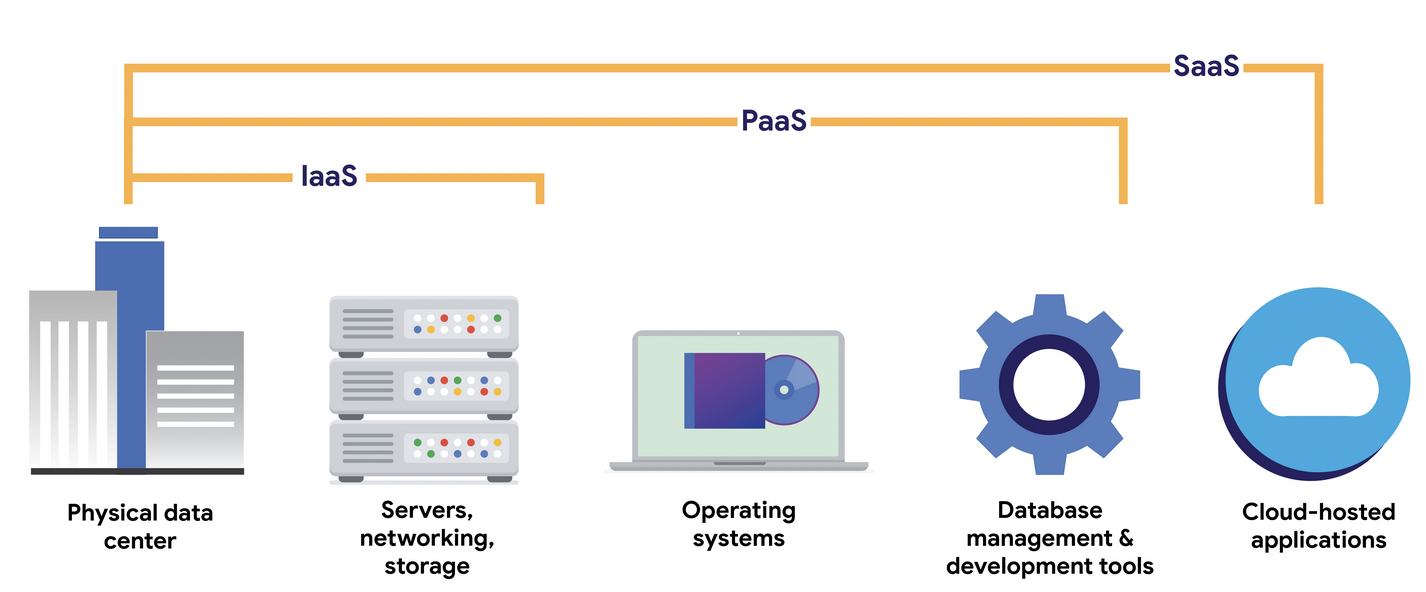 SaaS
PaaS
IaaS
Physical data
center
Servers,
networking,
storage
Operating
systems
Database
management &
development tools
Cloud-hosted
applications